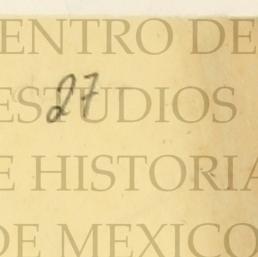 ENTRO DE
27
ESTUDIOS
E HISTORIA
DE MEXICO